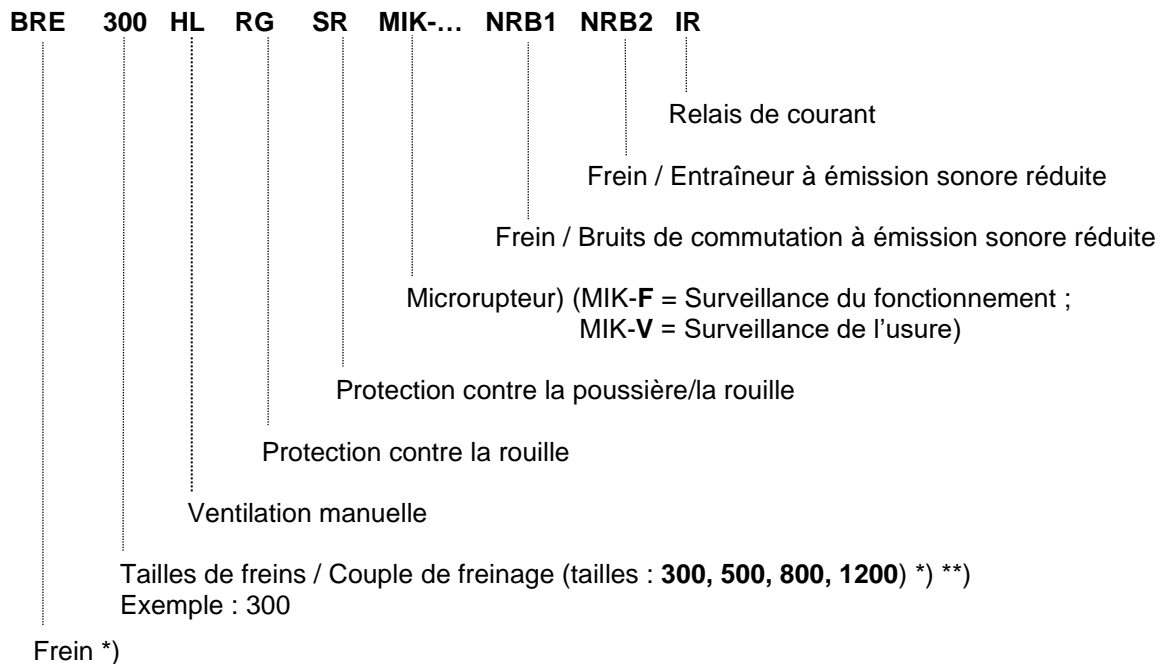 BRE 300 HL RG SR MIK-… NRB1 NRB2 IR
Relais de courant
Frein / Entraîneur à émission sonore réduite
Frein / Bruits de commutation à émission sonore réduite
Microrupteur) (MIK-F = Surveillance du fonctionnement ;
MIK-V = Surveillance de l’usure)
Protection contre la poussière/la rouille
Protection contre la rouille
Ventilation manuelle
Tailles de freins / Couple de freinage (tailles : 300, 500, 800, 1200) *) **)
Exemple : 300
Frein *)